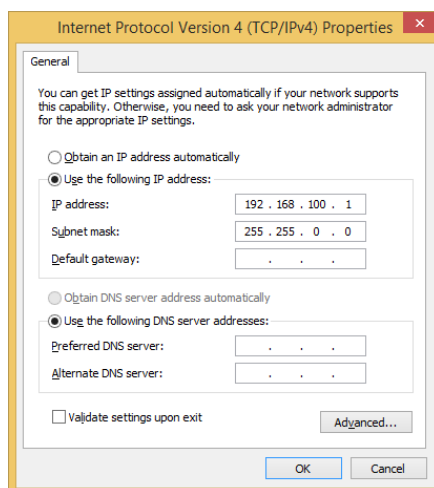 Internet Protocol Version 4 (TCP/IPv4) Properties
General
You can get IP settings assigned automatically if your network supports
this capability. Otherwise, you need to ask your network administrator
for the appropriate IP settings.
Obtain an IP address automatically
Use the following IP address:
IP address: 192 . 168 . 100 . 1
Subnet mask: 255 . 255 . 0 . 0
Default gateway: . . .
Obtain DNS server address automatically
Use the following DNS server addresses:
Preferred DNS server: . . .
Alternate DNS server: . . .
Validate settings upon exit
Advanced...
OK Cancel